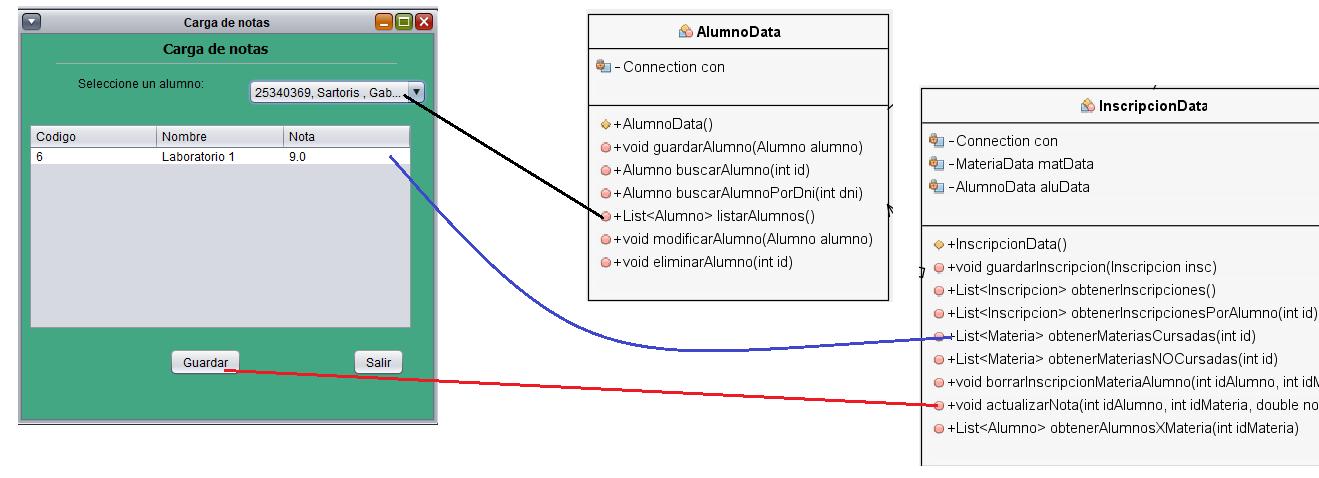 Carga de notas
Carga de notas
Seleccione un alumno:
25340369, Sartoris , Gab...
Codigo Nombre Nota
6 Laboratorio 1 9.0
Guardar Salir
AlumnoData
-Connection con
+AlumnoData()
+void guardarAlumno(Alumno alumno)
+Alumno buscarAlumno(int id)
+Alumno buscarAlumnoPorDni(int dni)
+List<Alumno> listarAlumnos()
+void modificarAlumno(Alumno alumno)
+void eliminarAlumno(int id)
InscripcionData
-Connection con
-MateriaData matData
-AlumnoData aluData
+InscripcionData()
+void guardarInscripcion(Inscripcion insc)
+List<Inscripcion> obtenerInscripciones()
+List<Inscripcion> obtenerInscripcionesPorAlumno(int id)
+List<Materia> obtenerMateriasCursadas(int id)
+List<Materia> obtenerMateriasNOCursadas(int id)
+void borrarInscripcionMateriaAlumno(int idAlumno, int idM
+void actualizarNota(int idAlumno, int idMateria, double no
+List<Alumno> obtenerAlumnosXMateria(int idMateria)